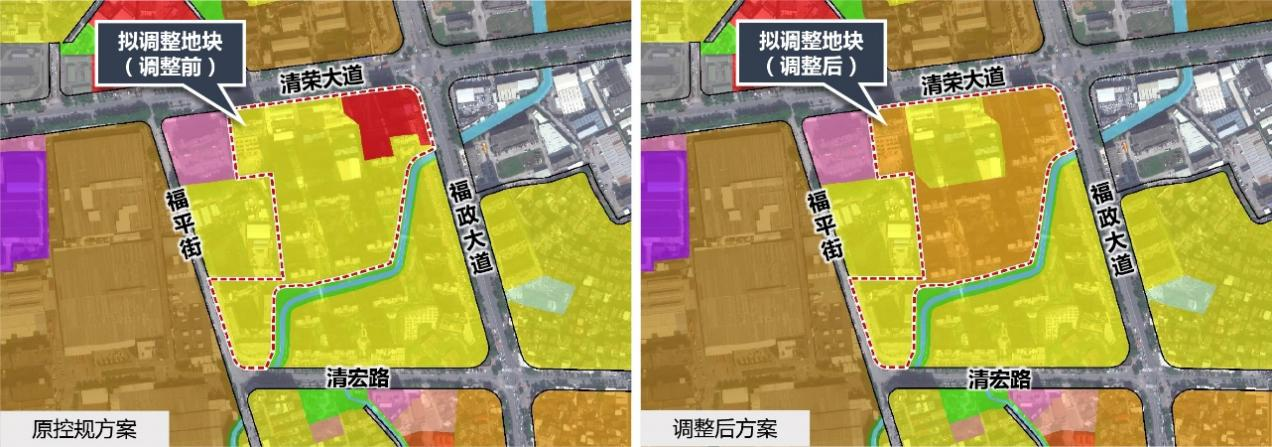 拟调整地块
（调整前）
清荣大道
福平街
福政大道
清宏路
原控规方案
拟调整地块
（调整后）
清荣大道
福平街
福政大道
清宏路
调整后方案